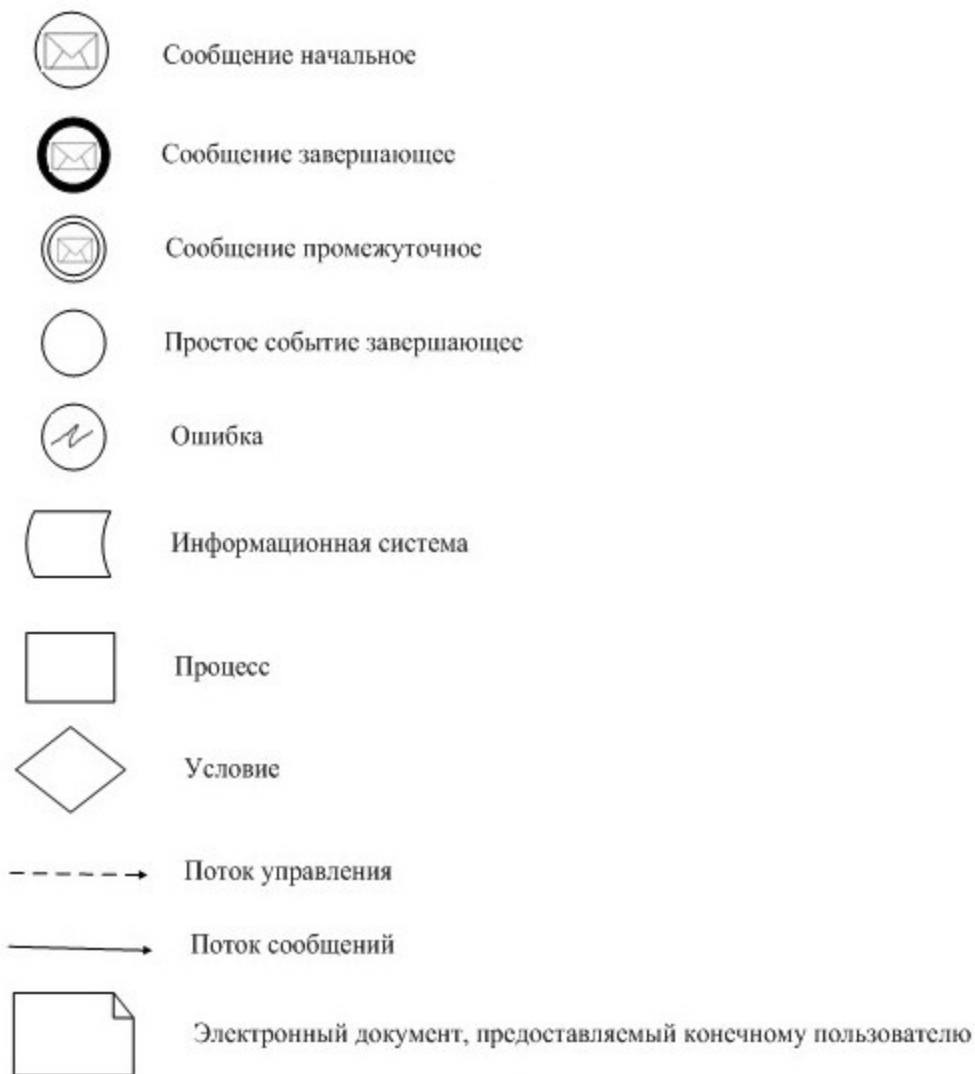 Сообщение начальное
Сообщение завершающее
Сообщение промежуточное
Простое событие завершающее
Ошибка
Информационная система
Процесс
Условие
Поток управления
Поток сообщений
Электронный документ, предоставляемый конечному пользователю